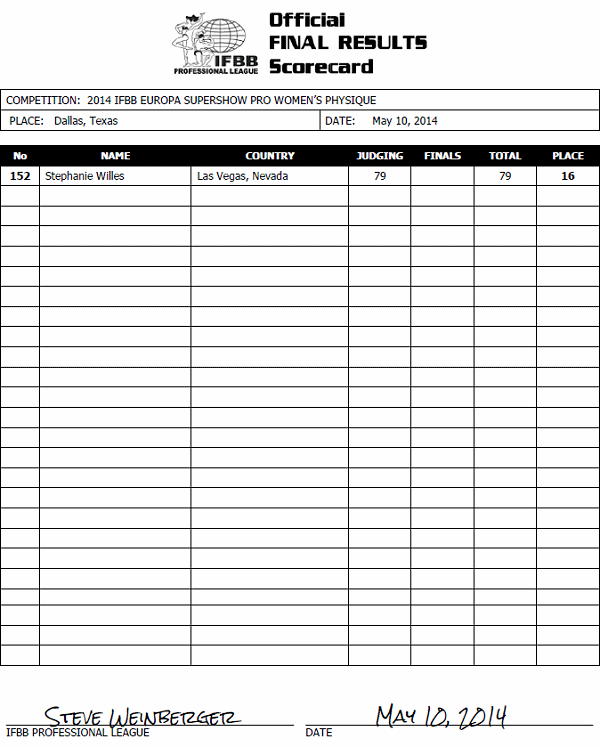 Official
FINAL RESULTS
Scorecard
IFBB
PROFESSIONAL LEAGUE
COMPETITION: 2014 IFBB EUROPA SUPERSHOW PRO WOMEN'S PHYSIQUE
PLACE: Dallas, Texas DATE: May 10, 2014
No NAME COUNTRY JUDGING FINALS TOTAL PLACE
152 Stephanie Willes Las Vegas, Nevada 79 79 16
STEVE WEINBERGER MAY 10, 2014
IFBB PROFESSIONAL LEAGUE DATE